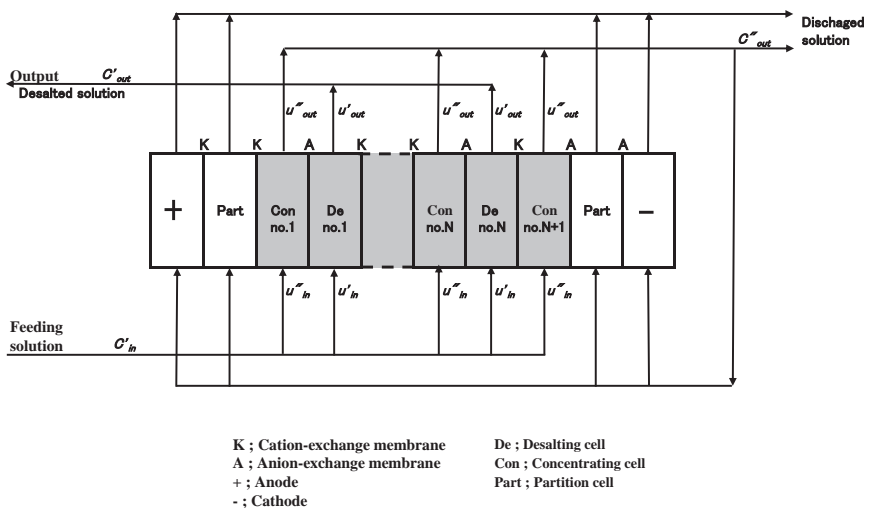 Dischaged
solution
C″out
Output C′out
Desalted solution
u″out u′out u″out u′out u″out
K K A K K A K A A
+ Part Con no.1 De no.1 Con no.N De no.N Con no.N+1 Part −
u″in u′in u″in u′in u″in
Feeding
solution C′in
K ; Cation-exchange membrane De ; Desalting cell
A ; Anion-exchange membrane Con ; Concentrating cell
+ ; Anode Part ; Partition cell
- ; Cathode